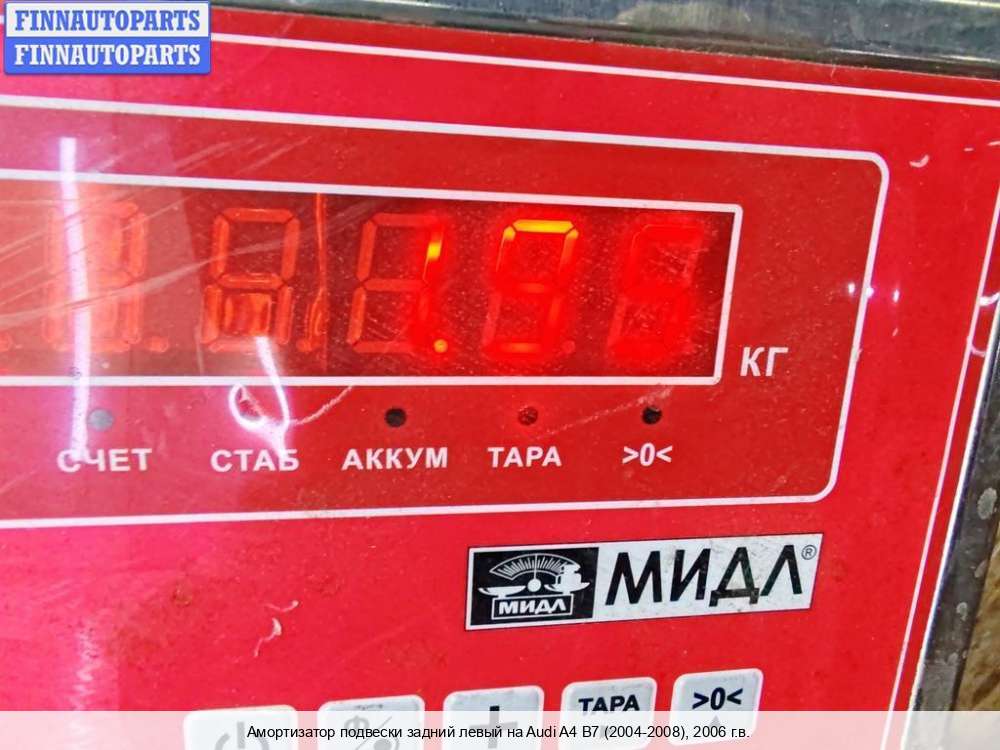 FINNAUTOPARTS
FINNAUTOPARTS
КГ
СЧЕТ СТАБ АККУМ ТАРА >0<
МИДЛ МИДЛ®
ТАРА >0<
Амортизатор подвески задний левый на Audi A4 B7 (2004-2008), 2006 г.в.